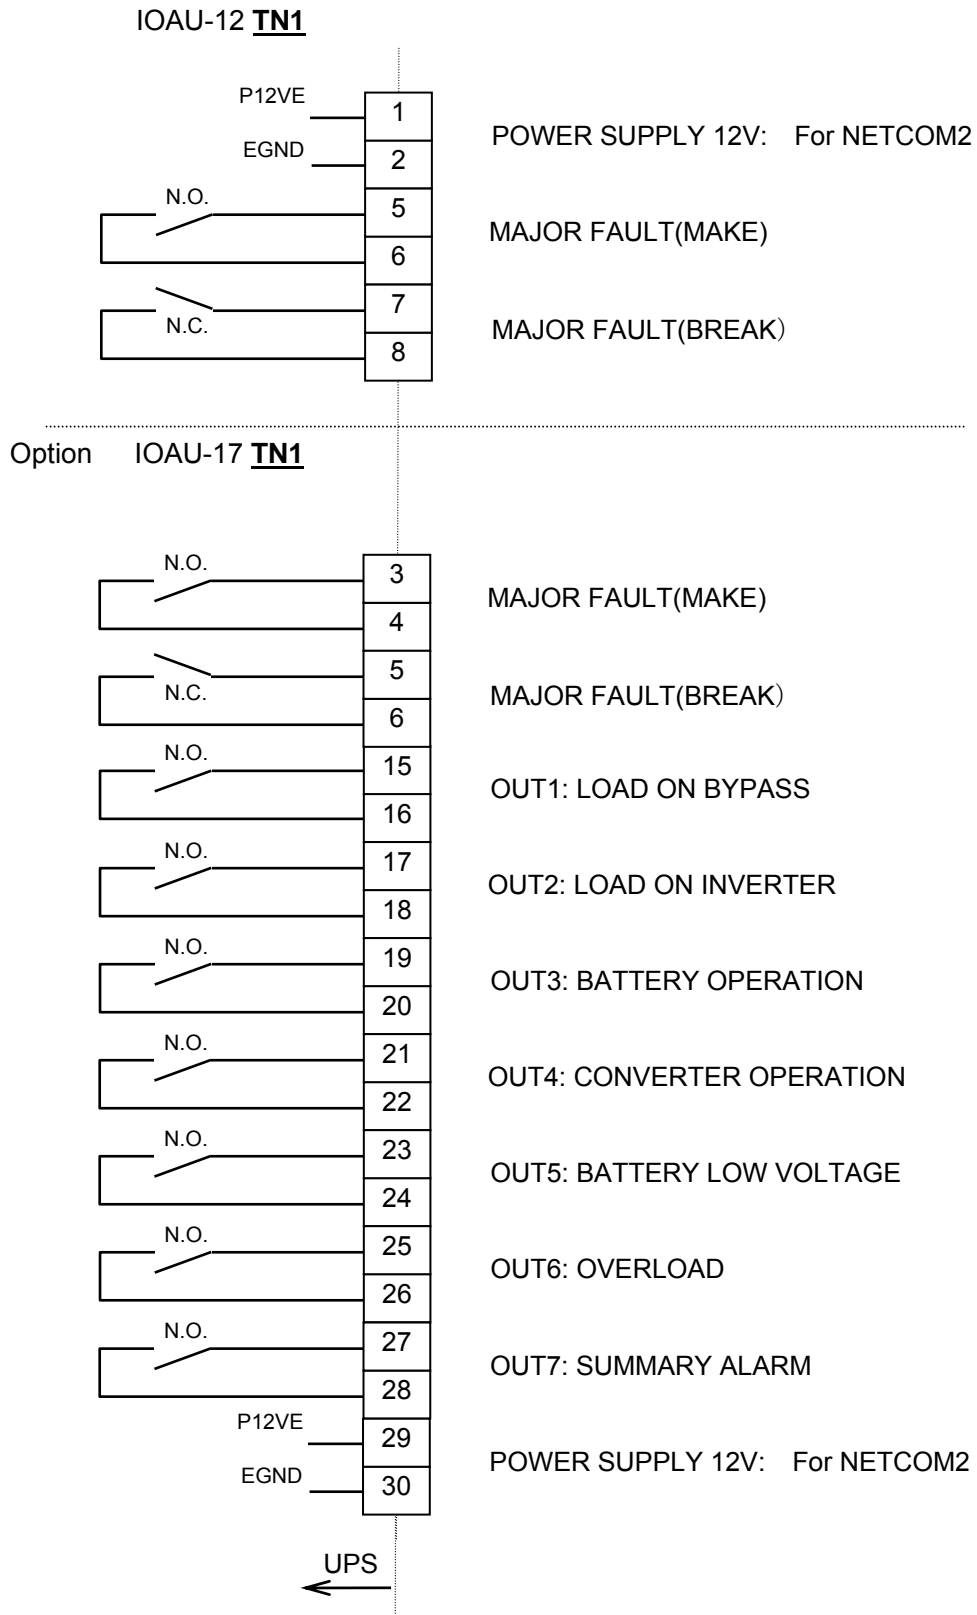 IOAU-12 TN1
P12VE
1
POWER SUPPLY 12V: For NETCOM2
EGND
2
N.O.
5
MAJOR FAULT(MAKE)
6
7
N.C.
MAJOR FAULT(BREAK）
8
Option IOAU-17 TN1
N.O.
3
MAJOR FAULT(MAKE)
4
5
N.C.
MAJOR FAULT(BREAK）
6
N.O.
15
OUT1: LOAD ON BYPASS
16
N.O.
17
OUT2: LOAD ON INVERTER
18
N.O.
19
OUT3: BATTERY OPERATION
20
N.O.
21
OUT4: CONVERTER OPERATION
22
N.O.
23
OUT5: BATTERY LOW VOLTAGE
24
N.O.
25
OUT6: OVERLOAD
26
N.O.
27
OUT7: SUMMARY ALARM
28
P12VE
29
POWER SUPPLY 12V: For NETCOM2
EGND
30
UPS